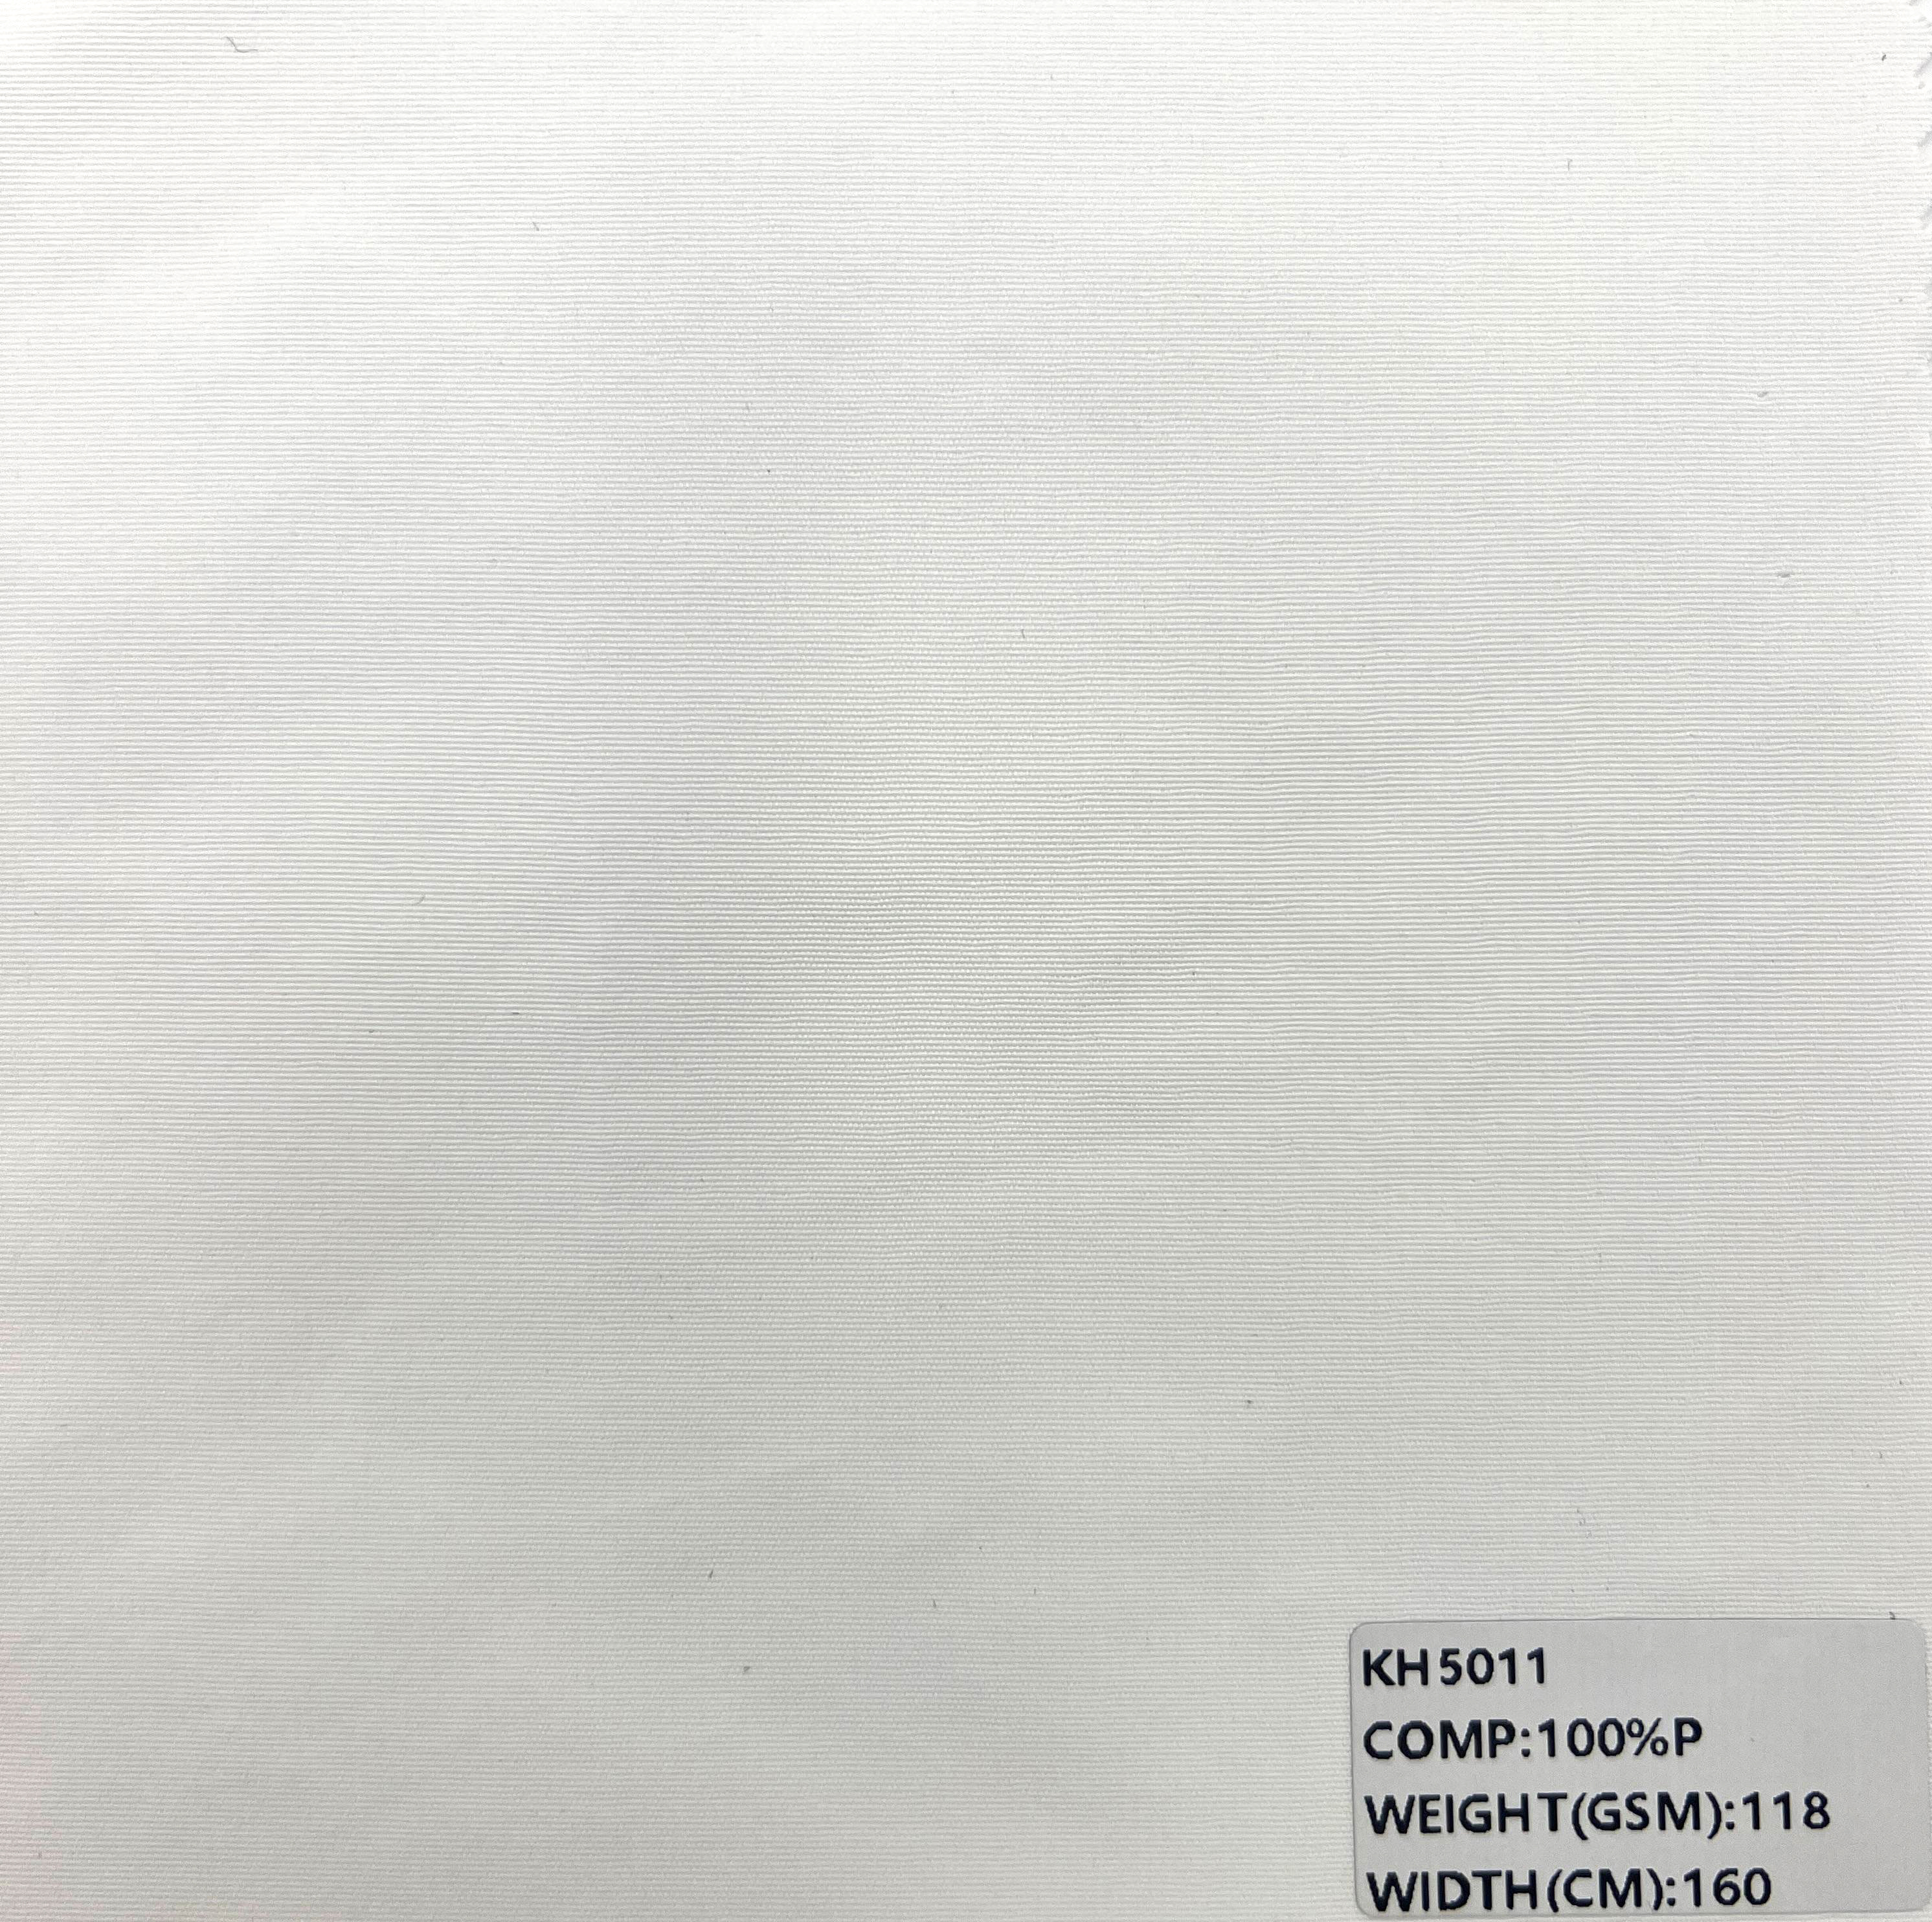 KH5011
COMP:100%P
WEIGHT(GSM):118
WIDTH(CM):160